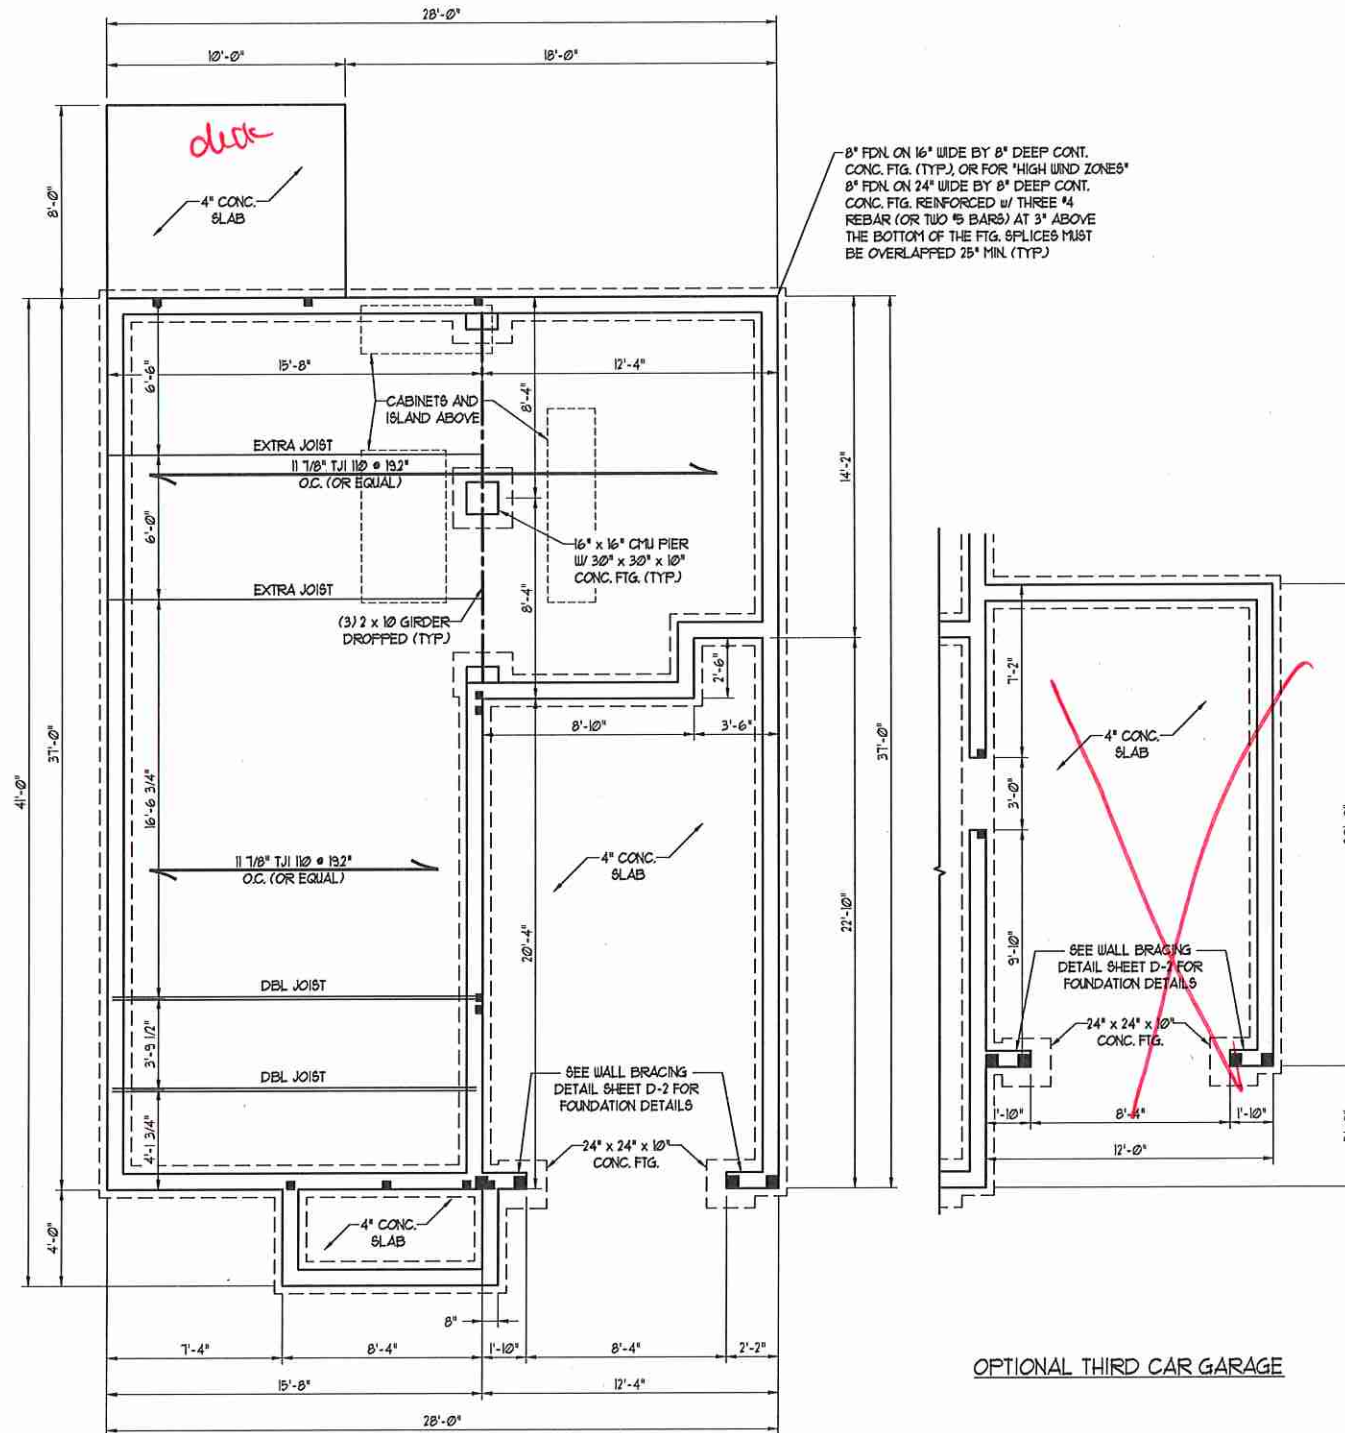 28'-0"
10'-0"
18'-0"
8'-0"
deck
4" CONC.
SLAB
8" FDN. ON 16" WIDE BY 8" DEEP CONT.
CONC. FTG. (TYP.), OR FOR "HIGH WIND ZONES"
8" FDN. ON 24" WIDE BY 8" DEEP CONT.
CONC. FTG. REINFORCED w/ THREE #4
REBAR (OR TWO #5 BARS) AT 3" ABOVE
THE BOTTOM OF THE FTG. SPLICES MUST
BE OVERLAPPED 25" MIN. (TYP.)
6'-6"
15'-8"
12'-4"
8'-4"
CABINETS AND
ISLAND ABOVE
EXTRA JOIST
11 7/8" TJI 110 @ 19.2"
O.C. (OR EQUAL)
14'-2"
6'-0"
16" x 16" CMU PIER
W/ 30" x 30" x 10"
CONC. FTG. (TYP.)
EXTRA JOIST
8'-4"
(3) 2 x 10 GIRDER
DROPPED (TYP.)
2'-6"
8'-10"
3'-6"
41'-0"
37'-0"
37'-0"
16'-6 3/4"
11 7/8" TJI 110 @ 19.2"
O.C. (OR EQUAL)
4" CONC.
SLAB
20'-4"
22'-10"
DBL JOIST
3'-9 1/2"
DBL JOIST
4'-1 3/4"
SEE WALL BRACING
DETAIL SHEET D-2 FOR
FOUNDATION DETAILS
24" x 24" x 10"
CONC. FTG.
4'-0"
4" CONC.
SLAB
8"
7'-4"
8'-4"
1'-10"
8'-4"
2'-2"
15'-8"
12'-4"
28'-0"
7'-2"
4" CONC.
SLAB
3'-0"
9'-10"
SEE WALL BRACING
DETAIL SHEET D-2 FOR
FOUNDATION DETAILS
24" x 24" x 10"
CONC. FTG.
1'-10"
8'-4"
1'-10"
12'-0"
OPTIONAL THIRD CAR GARAGE